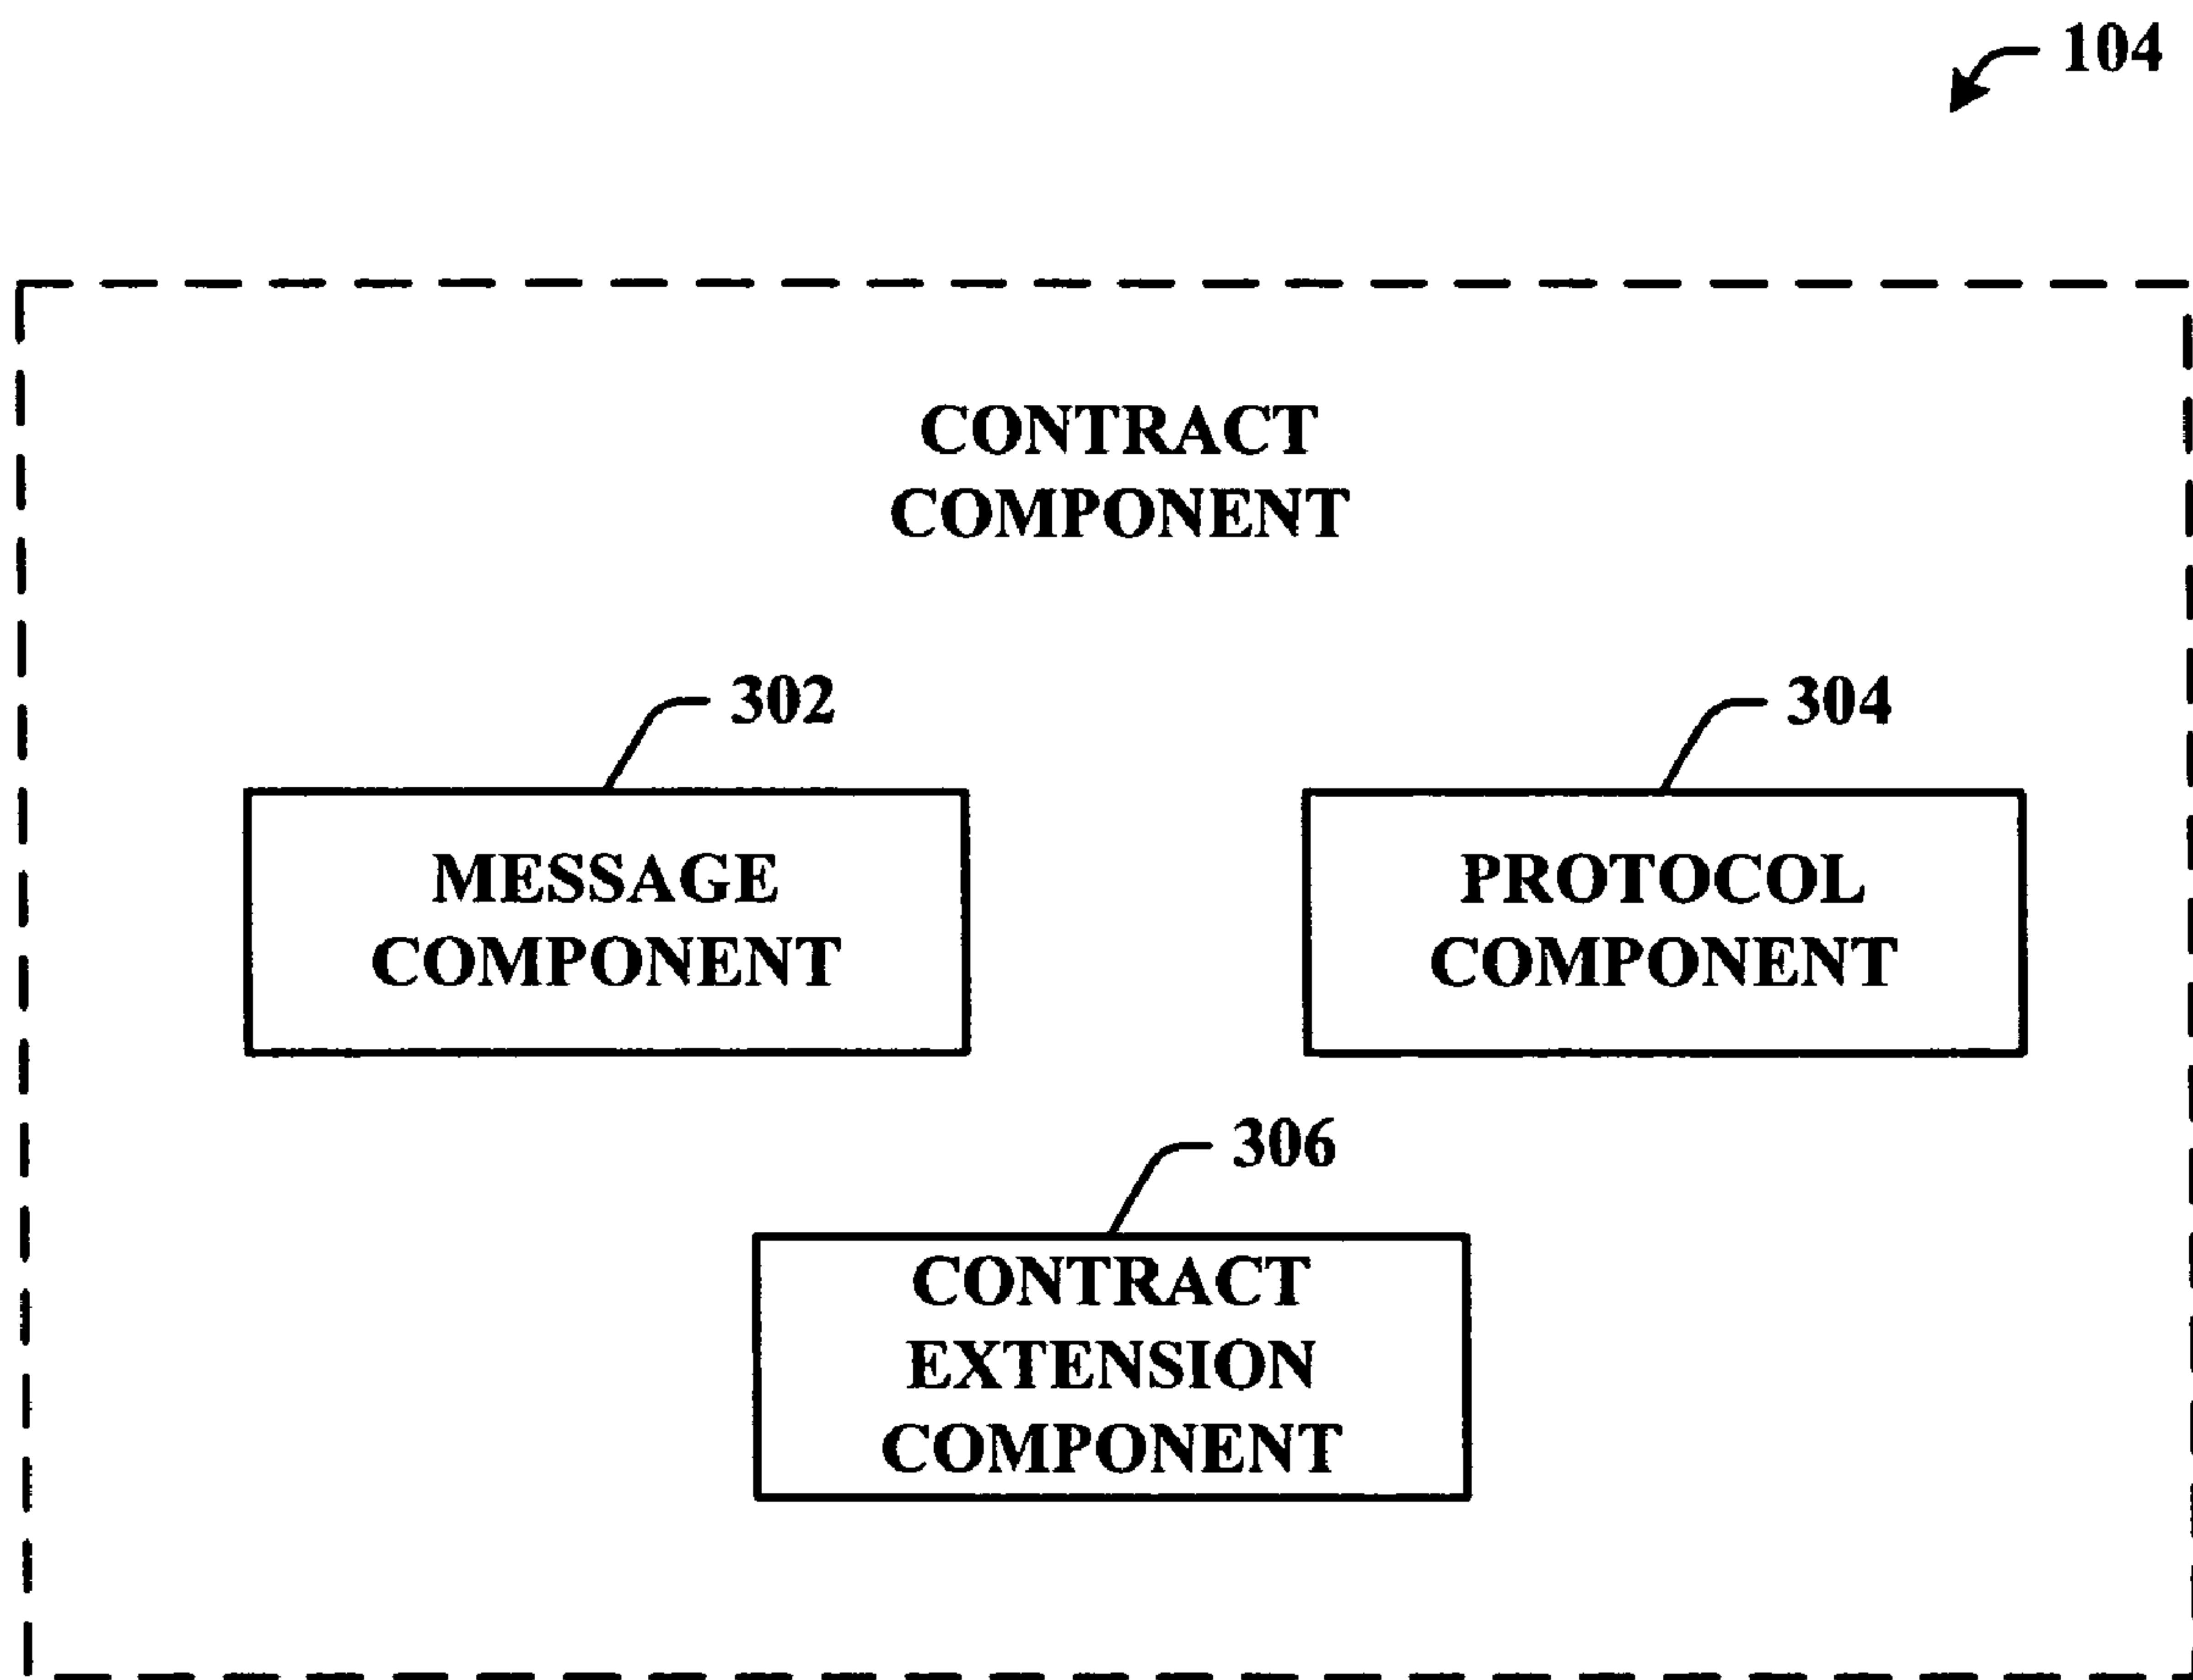 104
CONTRACT
COMPONENT
302
304
MESSAGE
COMPONENT
PROTOCOL
COMPONENT
306
CONTRACT
EXTENSION
COMPONENT